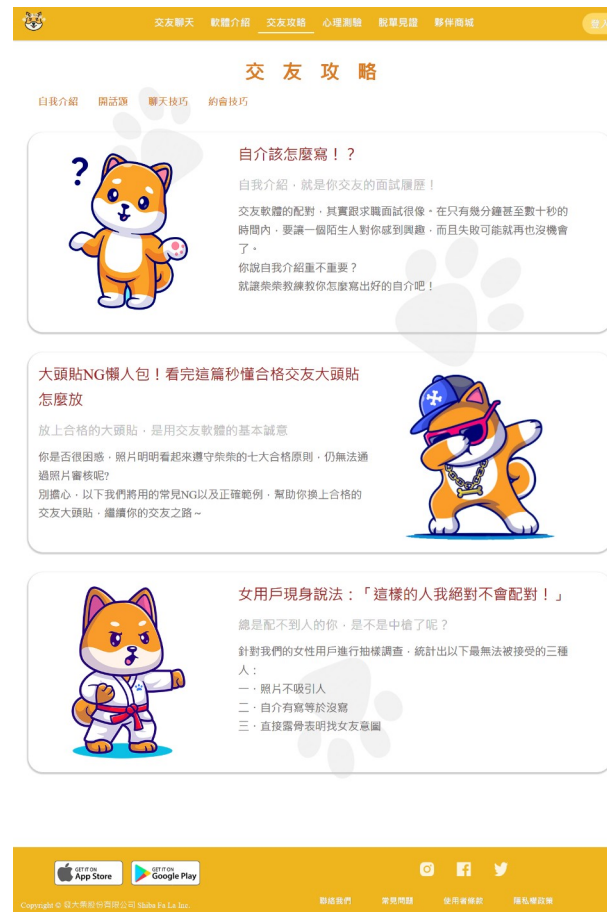 交友聊天 軟體介紹 交友攻略 心理測驗 脫單見證 夥伴商城
交友攻略
自我介紹 開話題 聊天技巧 約會技巧
自介該怎麼寫！？
自我介紹，就是你交友的面試履歷！
交友軟體的配對，其實跟求職面試很像。在只有幾分鐘甚至數十秒的
時間內，要讓一個陌生人對你感到興趣，而且失敗可能就再也沒機會
了。
你說自我介紹重不重要？
就讓柴柴教練教你怎麼寫出好的自介吧！
大頭貼NG懶人包！看完這篇秒懂合格交友大頭貼
怎麼放
放上合格的大頭貼，是用交友軟體的基本誠意
你是否很困惑，照片明明看起來遵守柴柴的七大合格原則，仍無法通
過照片審核呢?
別擔心，以下我們將用的常見NG以及正確範例，幫助你換上合格的
交友大頭貼，繼續你的交友之路~
女用戶現身說法：「這樣的人我絕對不會配對！」
總是配不到人的你，是不是中槍了呢？
針對我們的女性用戶進行抽樣調查，統計出以下最無法被接受的三種
人：
一，照片不吸引人
二，自介有寫等於沒寫
三，直接露骨表明找女友意圖
GET IT ON
App Store
GET IT ON
Google Play
聯絡我們 常見問題 使用者條款 隱私權政策